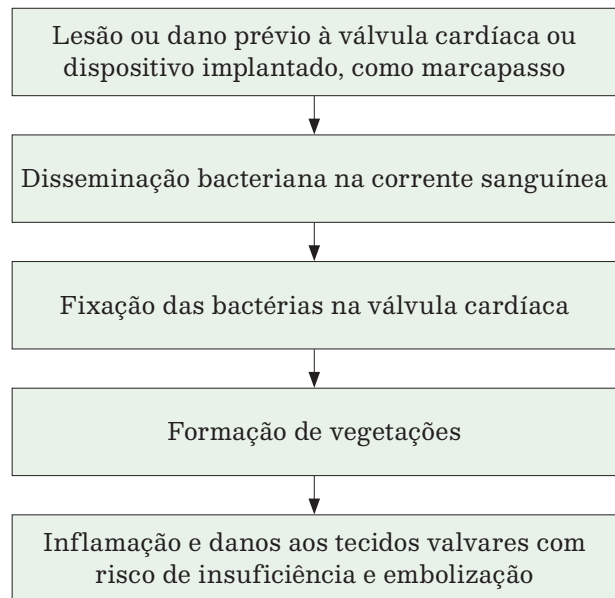 Lesão ou dano prévio à válvula cardíaca ou
dispositivo implantado, como marcapasso
Disseminação bacteriana na corrente sanguínea
Fixação das bactérias na válvula cardíaca
Formação de vegetações
Inflamação e danos aos tecidos valvares com
risco de insuficiência e embolização